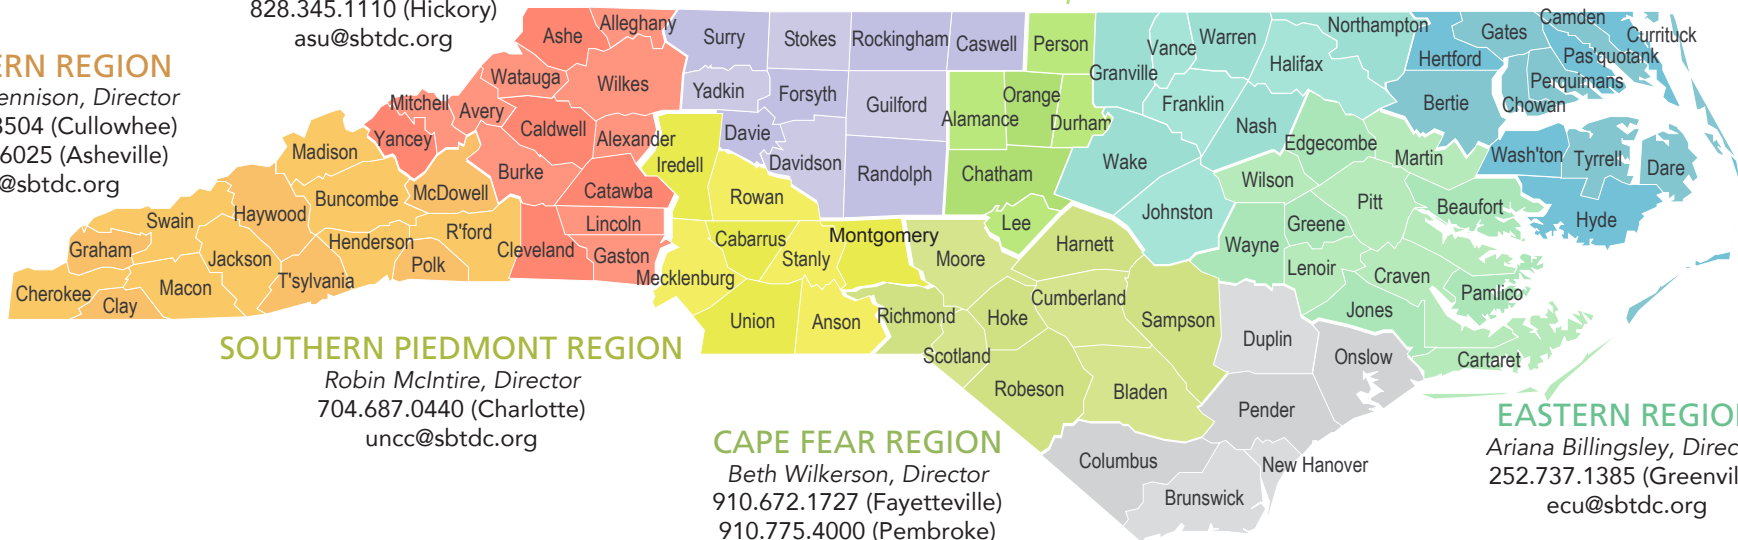 828.345.1110 (Hickory)
asu@sbtdc.org
ERN REGION
ennison, Director
3504 (Cullowhee)
6025 (Asheville)
@sbtdc.org
Ashe
Alleghany
Surry
Stokes
Rockingham
Caswell
Person
Vance
Warren
Northampton
Gates
Camden
Currituck
Pas'quotank
Watauga
Wilkes
Yadkin
Forsyth
Guilford
Orange
Granville
Halifax
Hertford
Perquimans
Mitchell
Avery
Caldwell
Alexander
Davie
Alamance
Durham
Franklin
Nash
Bertie
Chowan
Yancey
Madison
Burke
Catawba
Iredell
Davidson
Randolph
Chatham
Wake
Edgecombe
Martin
Wash'ton
Tyrrell
Dare
Buncombe
McDowell
Rowan
Wilson
Pitt
Beaufort
Hyde
Swain
Haywood
Lincoln
Lee
Johnston
Greene
Graham
Jackson
Henderson
R'ford
Cleveland
Gaston
Cabarrus
Stanly
Montgomery
Moore
Harnett
Wayne
Lenoir
Craven
Pamlico
Cherokee
Clay
Macon
T'sylvania
Polk
Mecklenburg
Union
Anson
Richmond
Hoke
Cumberland
Sampson
Duplin
Jones
Onslow
Cartaret
Scotland
Robeson
Bladen
Pender
Columbus
New Hanover
Brunswick
SOUTHERN PIEDMONT REGION
Robin McIntire, Director
704.687.0440 (Charlotte)
uncc@sbtdc.org
CAPE FEAR REGION
Beth Wilkerson, Director
910.672.1727 (Fayetteville)
910.775.4000 (Pembroke)
EASTERN REGION
Ariana Billingsley, Direc
252.737.1385 (Greenvil
ecu@sbtdc.org